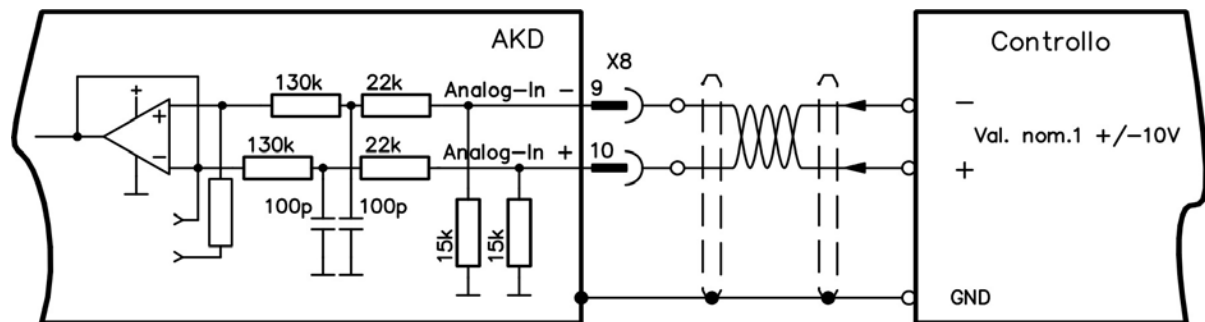 AKD
X8
Controllo
130k
22k
Analog-In -
9
-
Val. nom.1 +/-10V
130k
22k
Analog-In +
10
+
+
+
-
100p
100p
15k
15k
GND